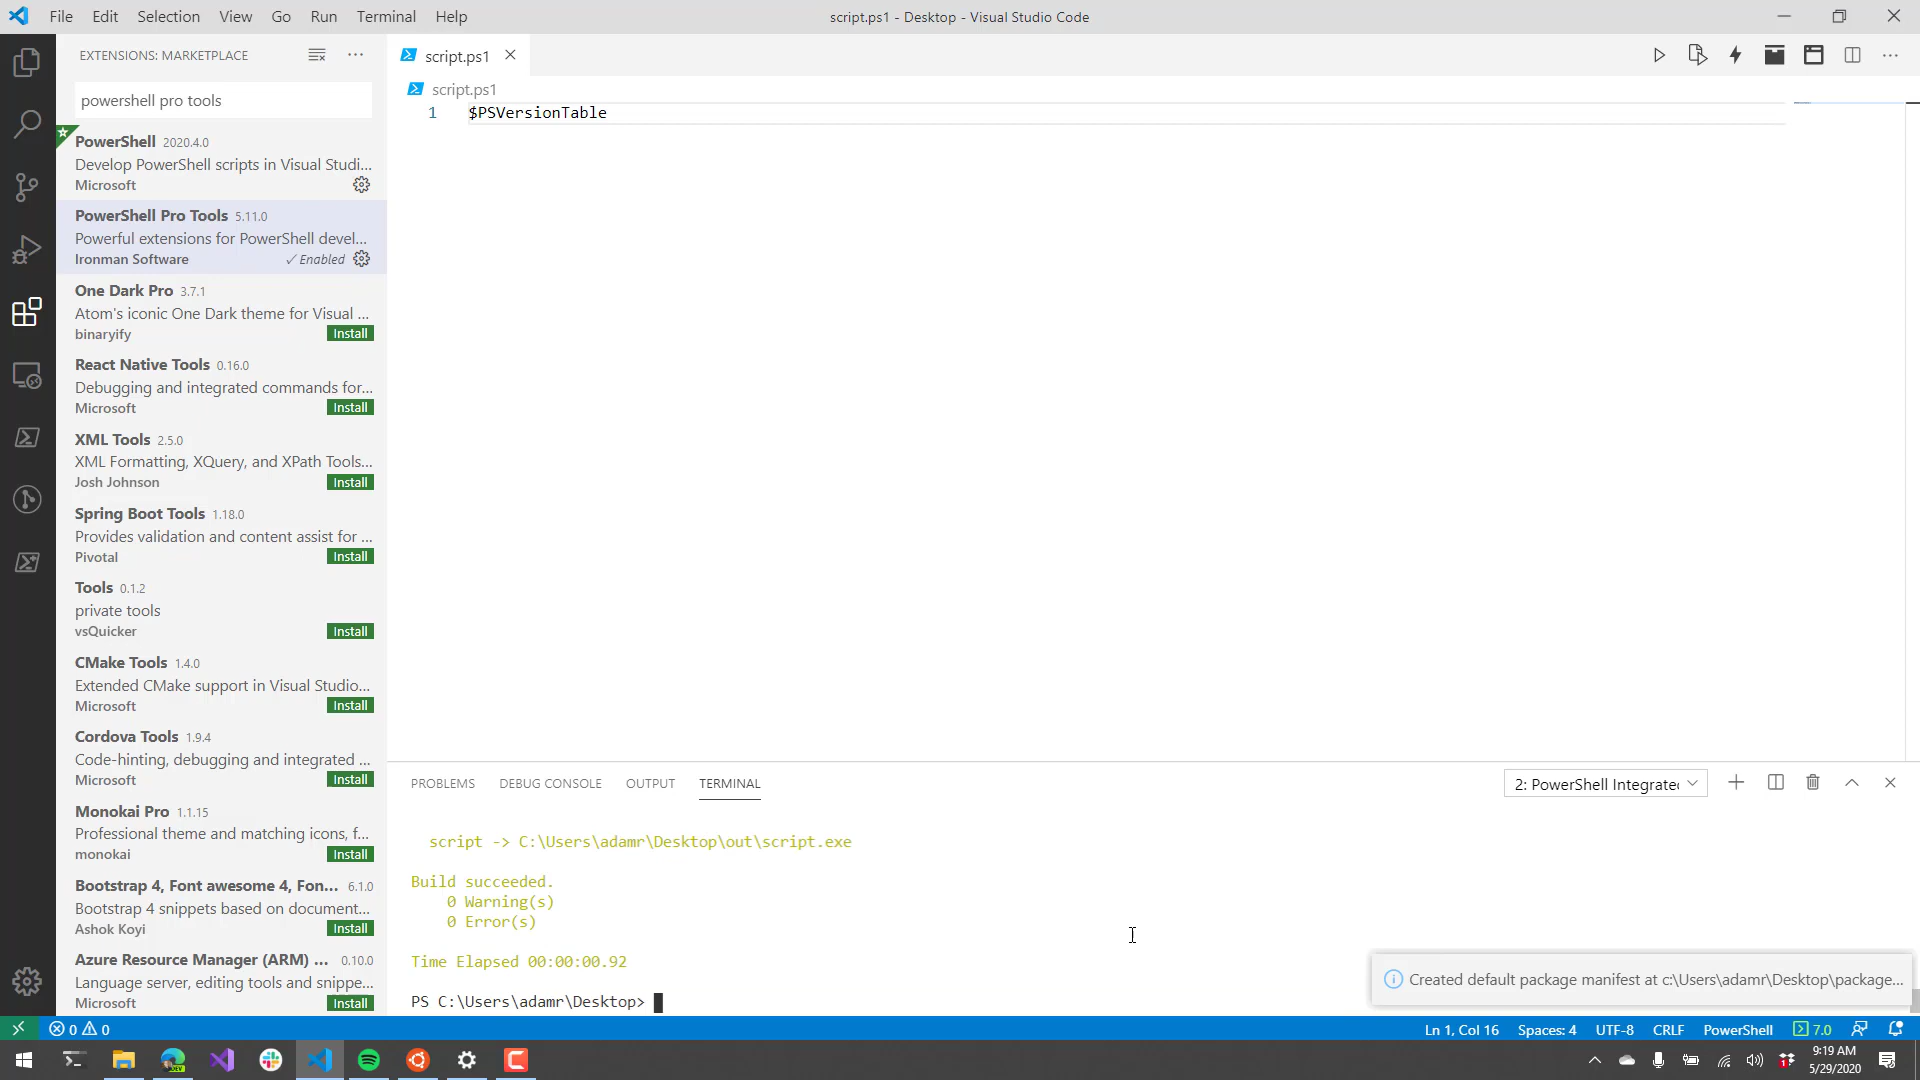 File Edit Selection View Go Run Terminal Help
script.ps1 - Desktop - Visual Studio Code
EXTENSIONS: MARKETPLACE
powershell pro tools
PowerShell 2020.4.0
Develop PowerShell scripts in Visual Studi...
Microsoft
PowerShell Pro Tools 5.11.0
Powerful extensions for PowerShell devel...
Ironman Software ✓ Enabled
One Dark Pro 3.7.1
Atom's iconic One Dark theme for Visual ...
binaryify Install
React Native Tools 0.16.0
Debugging and integrated commands for...
Microsoft Install
XML Tools 2.5.0
XML Formatting, XQuery, and XPath Tools...
Josh Johnson Install
Spring Boot Tools 1.18.0
Provides validation and content assist for ...
Pivotal Install
Tools 0.1.2
private tools
vsQuicker Install
CMake Tools 1.4.0
Extended CMake support in Visual Studio...
Microsoft Install
Cordova Tools 1.9.4
Code-hinting, debugging and integrated ...
Microsoft Install
Monokai Pro 1.1.15
Professional theme and matching icons, f...
monokai Install
Bootstrap 4, Font awesome 4, Fon... 6.1.0
Bootstrap 4 snippets based on document...
Ashok Koyi Install
Azure Resource Manager (ARM) ... 0.10.0
Language server, editing tools and snippe...
Microsoft Install
script.ps1
script.ps1
1 $PSVersionTable
PROBLEMS DEBUG CONSOLE OUTPUT TERMINAL
2: PowerShell Integrated
script -> C:\Users\adamr\Desktop\out\script.exe
Build succeeded.
0 Warning(s)
0 Error(s)
Time Elapsed 00:00:00.92
PS C:\Users\adamr\Desktop>
Created default package manifest at c:\Users\adamr\Desktop\package...
0 0
Ln 1, Col 16 Spaces: 4 UTF-8 CRLF PowerShell 7.0
9:19 AM
5/29/2020